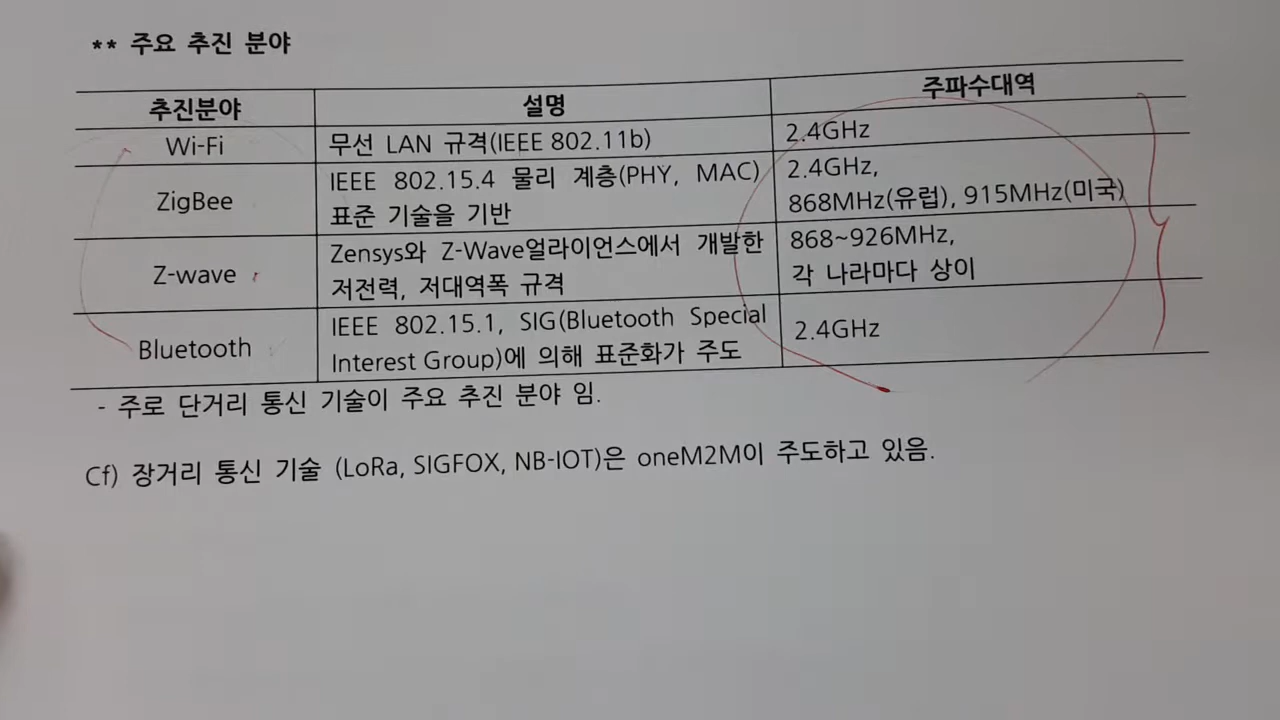 ** 주요 추진 분야
추진분야 설명 주파수대역
Wi-Fi 무선 LAN 규격(IEEE 802.11b) 2.4GHz
ZigBee IEEE 802.15.4 물리 계층(PHY, MAC) 2.4GHz,
표준 기술을 기반 868MHz(유럽), 915MHz(미국)
Z-wave Zensys와 Z-Wave얼라이언스에서 개발한 868~926MHz,
저전력, 저대역폭 규격 각 나라마다 상이
Bluetooth IEEE 802.15.1, SIG(Bluetooth Special 2.4GHz
Interest Group)에 의해 표준화가 주도
- 주로 단거리 통신 기술이 주요 추진 분야 임.
Cf) 장거리 통신 기술 (LoRa, SIGFOX, NB-IOT)은 oneM2M이 주도하고 있음.